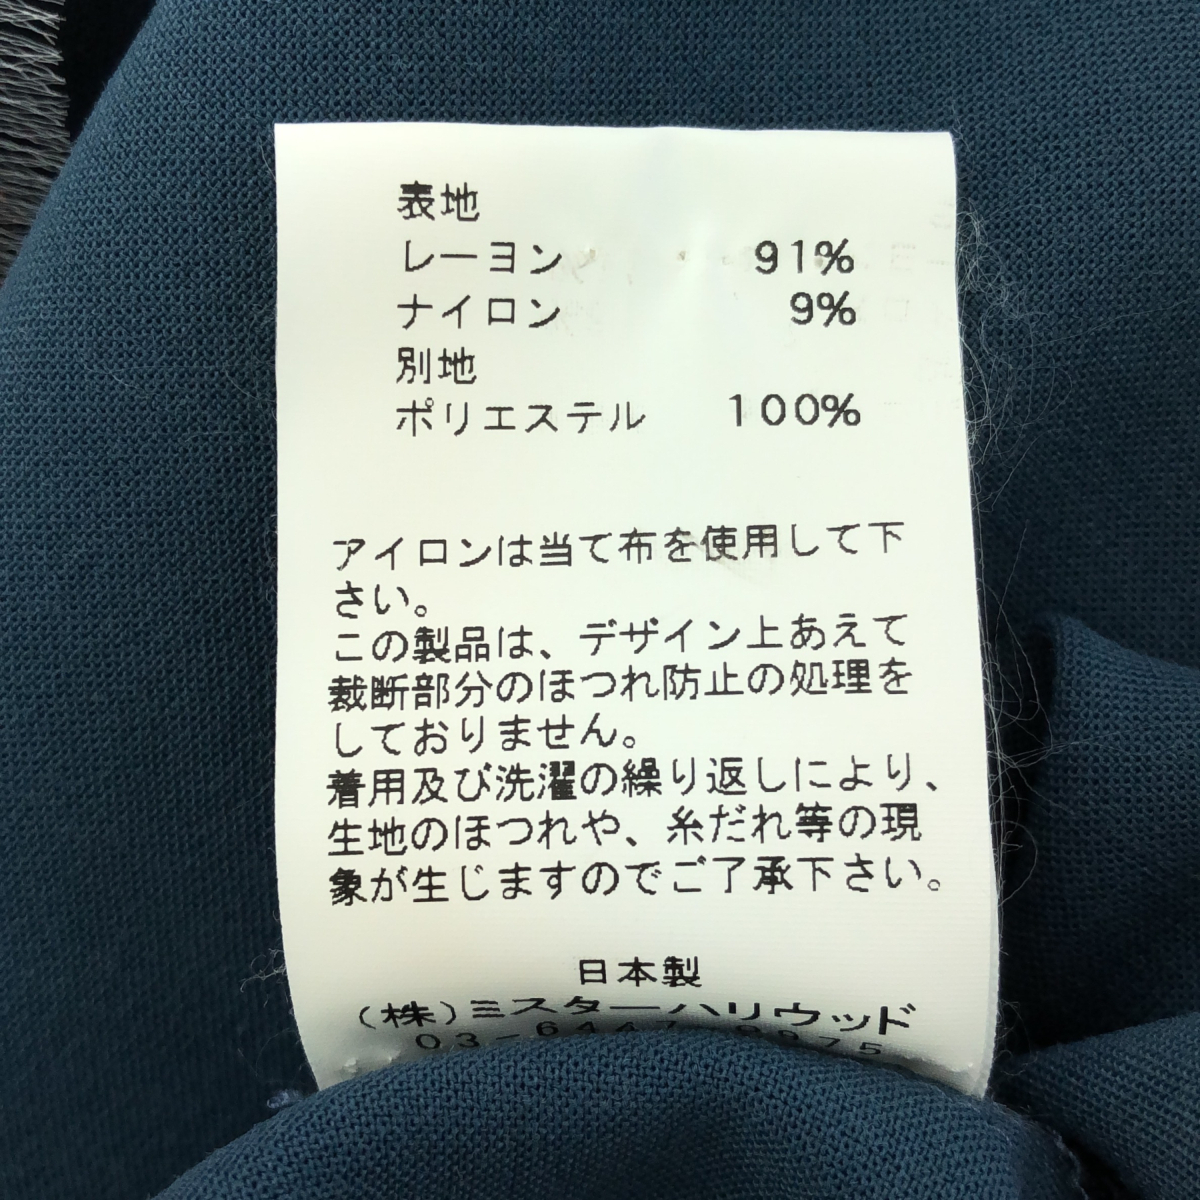 表地
レーヨン 91%
ナイロン 9%
別地
ポリエステル 100%
アイロンは当て布を使用して下
さい。
この製品は、デザイン上あえて
裁断部分のほつれ防止の処理を
しておりません。
着用及び洗濯の繰り返しにより、
生地のほつれや、糸だれ等の現
象が生じますのでご了承下さい。
日本製
(株)ミスターハリウッド